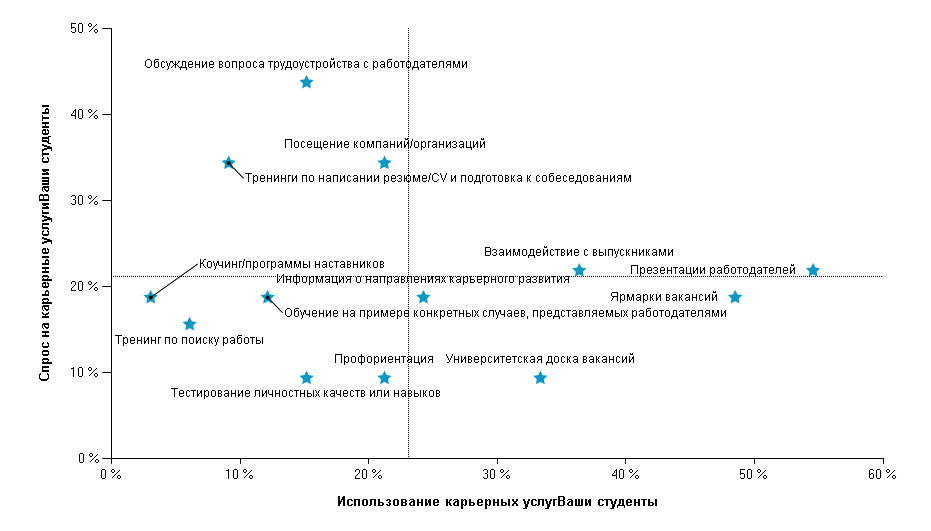 50 %
Обсуждение вопроса трудоустройства с работодателями
40 %
Посещение компаний/организаций
Тренинги по написании резюме/CV и подготовка к собеседованиям
30 %
Взаимодействие с выпускниками
Коучинг/программы наставников
Презентации работодателей
Информация о направлениях карьерного развития
20 %
Ярмарки вакансий
Обучение на примере конкретных случаев, представляемых работодателями
Тренинг по поиску работы
Профориентация
Университетская доска вакансий
10 %
Тестирование личностных качеств или навыков
0 %
0 %
10 %
20 %
30 %
40 %
50 %
60 %
Спрос на карьерные услугиВаши студенты
Использование карьерных услугВаши студенты